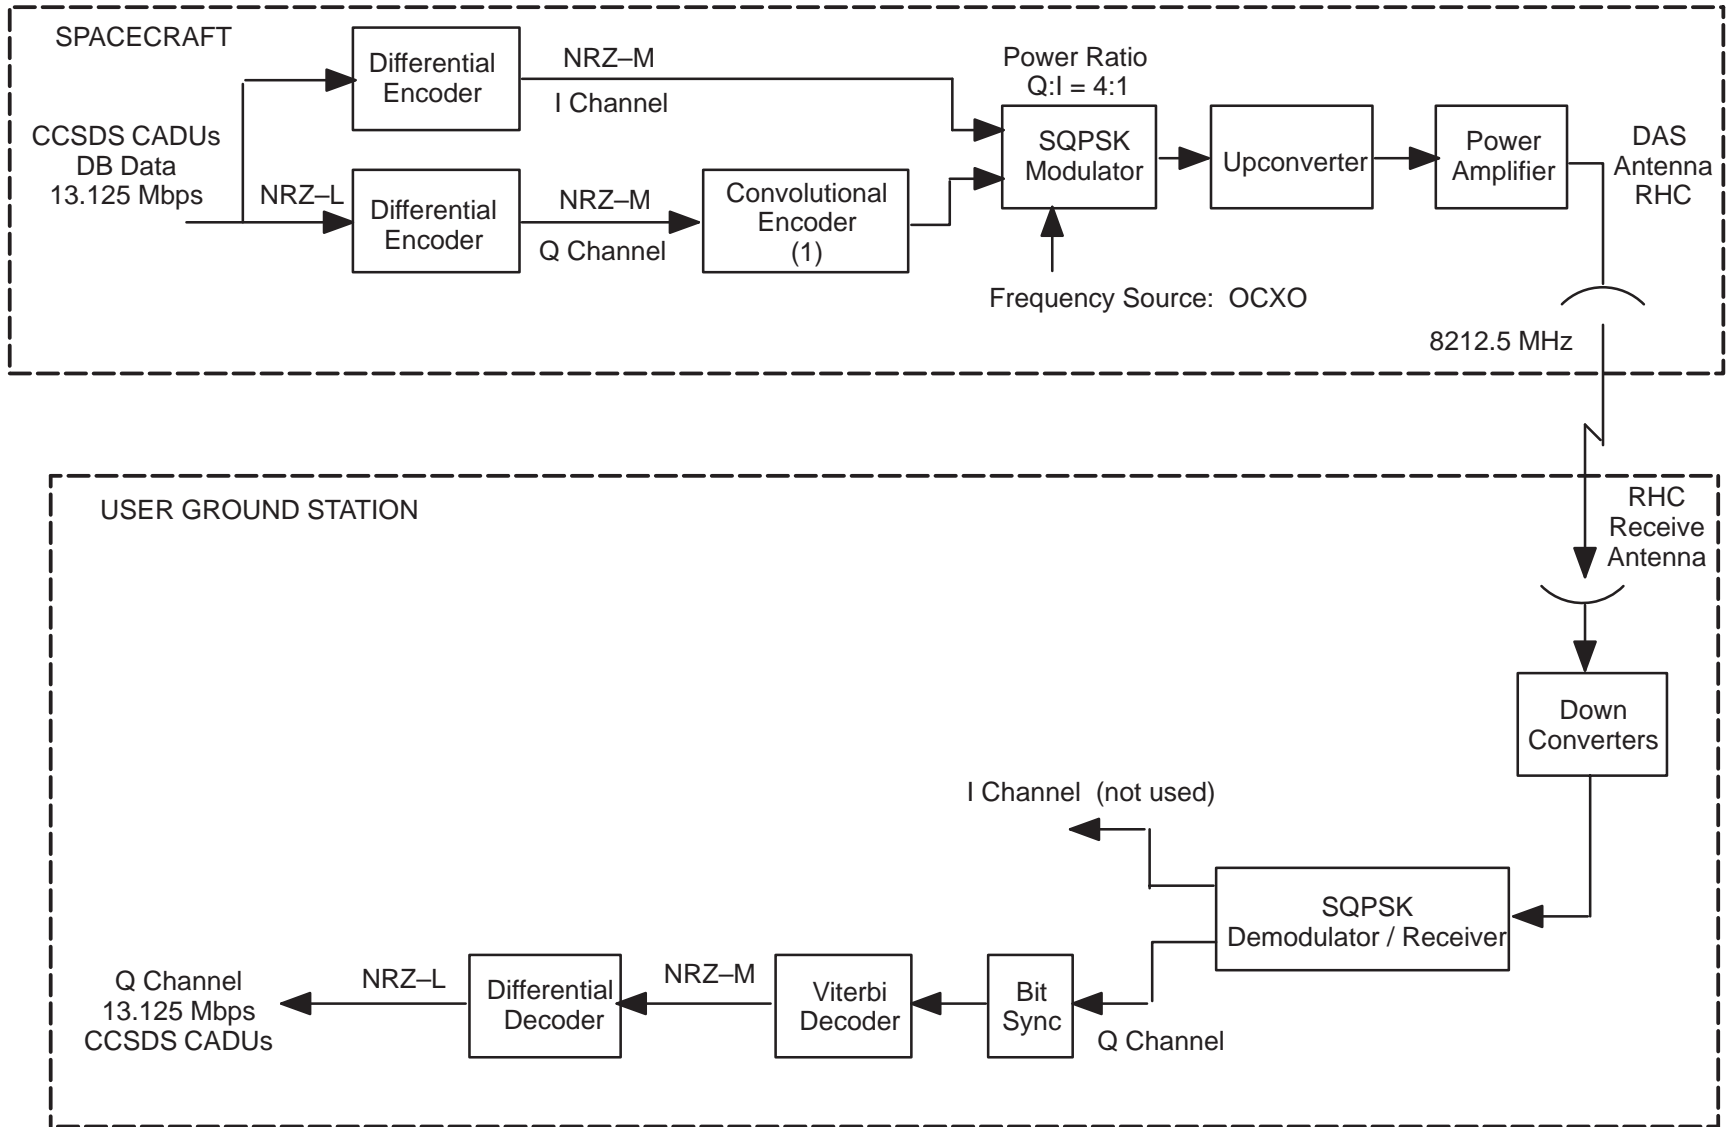 SPACECRAFT
CCSDS CADUs
DB Data
13.125 Mbps
NRZ–L
Differential
Encoder
NRZ–M
I Channel
Differential
Encoder
NRZ–M
Q Channel
Convolutional
Encoder
(1)
Power Ratio
Q:I = 4:1
SQPSK
Modulator
Frequency Source: OCXO
Upconverter
Power
Amplifier
DAS
Antenna
RHC
8212.5 MHz
USER GROUND STATION
RHC
Receive
Antenna
Down
Converters
I Channel (not used)
SQPSK
Demodulator / Receiver
Q Channel
Bit
Sync
Viterbi
Decoder
NRZ–M
Differential
Decoder
NRZ–L
Q Channel
13.125 Mbps
CCSDS CADUs